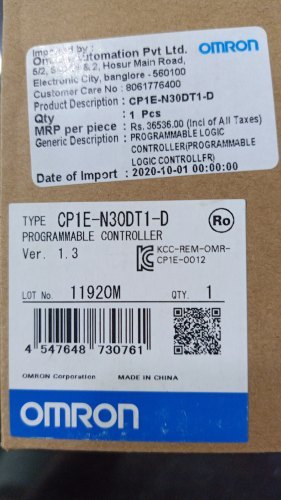 Imported by :
Omron Automation Pvt Ltd.
OMRON
5/2, Survey & 2, Hosur Main Road,
Electronic City, banglore - 560100
Customer Care No : 8061776400
Product Description : CP1E-N30DT1-D
Qty : 1 Pcs
MRP per piece : Rs. 36536.00 (Incl of All Taxes)
Generic Description : PROGRAMMABLE LOGIC
CONTROLLER(PROGRAMMABLE
LOGIC CONTROLLER)
Date of Import : 2020-10-01 00:00:00
TYPE CP1E-N30DT1-D
Ro
PROGRAMMABLE CONTROLLER
Ver. 1.3
KCC-REM-OMR-
CP1E-0012
LOT No. 11920M QTY. 1
4 547648 730761
OMRON Corporation MADE IN CHINA
OMRON